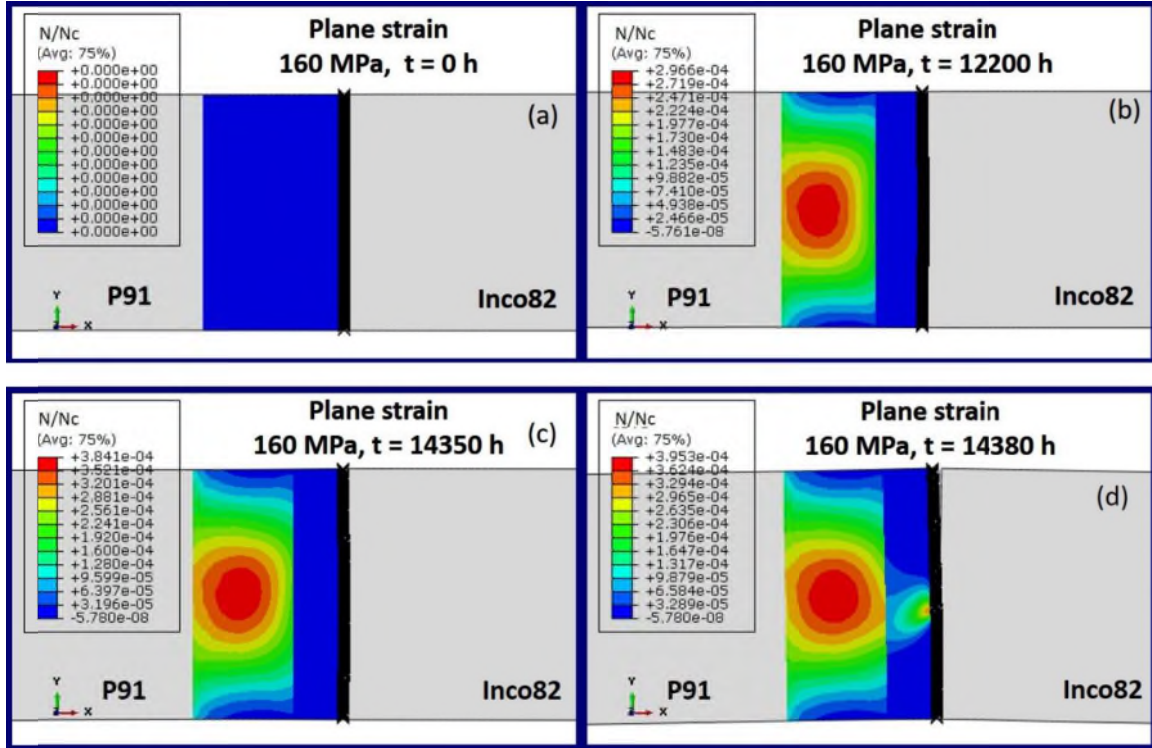 N/Nc
(Avg: 75%)
+0.000e+00
+0.000e+00
+0.000e+00
+0.000e+00
+0.000e+00
+0.000e+00
+0.000e+00
+0.000e+00
+0.000e+00
+0.000e+00
+0.000e+00
+0.000e+00
+0.000e+00
Plane strain
160 MPa, t = 0 h
(a)
P91
Inco82
Y
Z X
N/Nc
(Avg: 75%)
+2.966e-04
+2.719e-04
+2.471e-04
+2.224e-04
+1.977e-04
+1.730e-04
+1.483e-04
+1.235e-04
+9.882e-05
+7.410e-05
+4.938e-05
+2.466e-05
-5.761e-08
Plane strain
160 MPa, t = 12200 h
(b)
P91
Inco82
Y
Z X
N/Nc
(Avg: 75%)
+3.841e-04
+3.521e-04
+3.201e-04
+2.881e-04
+2.561e-04
+2.241e-04
+1.920e-04
+1.600e-04
+1.280e-04
+9.599e-05
+6.397e-05
+3.196e-05
-5.780e-08
Plane strain
160 MPa, t = 14350 h
(c)
P91
Inco82
Y
Z X
N/Nc
(Avg: 75%)
+3.953e-04
+3.624e-04
+3.294e-04
+2.965e-04
+2.635e-04
+2.306e-04
+1.976e-04
+1.647e-04
+1.317e-04
+9.879e-05
+6.584e-05
+3.289e-05
-5.780e-08
Plane strain
160 MPa, t = 14380 h
(d)
P91
Inco82
Y
Z X